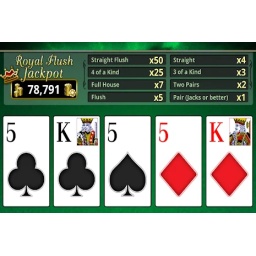 Royal Flush
Jackpot
78,791
Straight Flush x50
4 of a Kind x25
Full House x7
Flush x5
Straight x4
3 of a Kind x3
Two Pairs x2
Pair (Jacks or better) x1
5 K 5 5 K